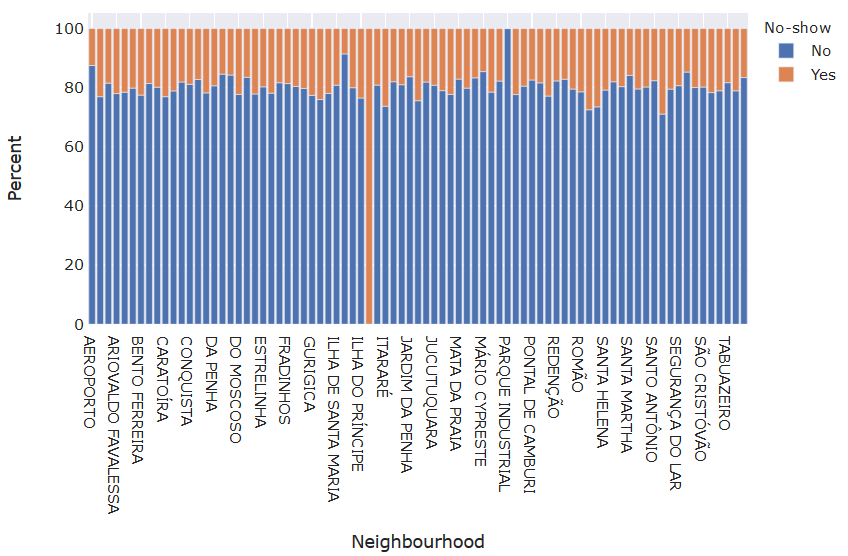 No-show
No
Yes
Percent
100
80
60
40
20
0
AEROPORTO
ARIOVALDO FAVALESSA
BENTO FERREIRA
CARATOÍRA
CONQUISTA
DA PENHA
DO MOSCOSO
ESTRELINHA
FRADINHOS
GURIGICA
ILHA DE SANTA MARIA
ILHA DO PRÍNCIPE
ITARARÉ
JARDIM DA PENHA
JUCUTUQUARA
MATA DA PRAIA
MÁRIO CYPRESTE
PARQUE INDUSTRIAL
PONTAL DE CAMBURI
REDENÇÃO
ROMÃO
SANTA HELENA
SANTA MARTHA
SANTO ANTÔNIO
SEGURANÇA DO LAR
SÃO CRISTÓVÃO
TABUAZEIRO
Neighbourhood